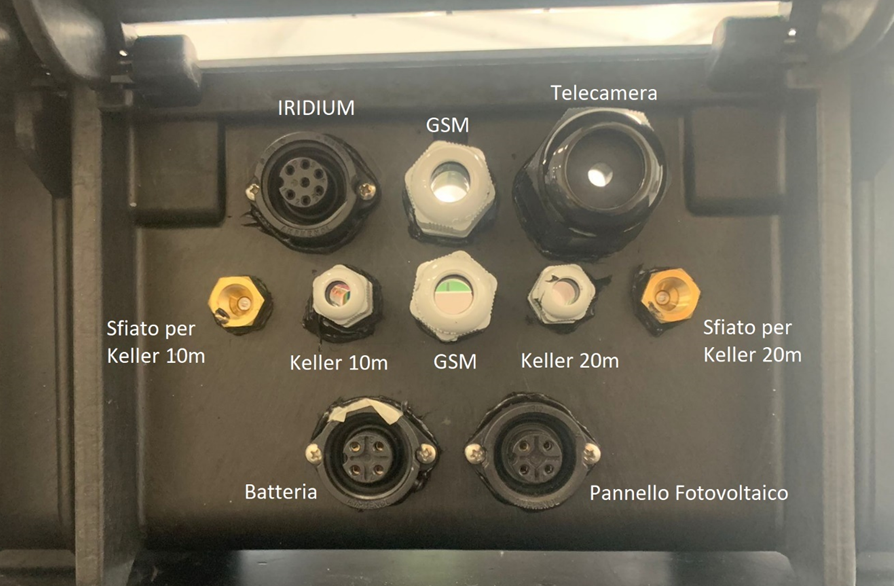 IRIDIUM
GSM
Telecamera
Sfiato per
Keller 10m
Keller 10m
GSM
Keller 20m
Sfiato per
Keller 20m
Batteria
Pannello Fotovoltaico